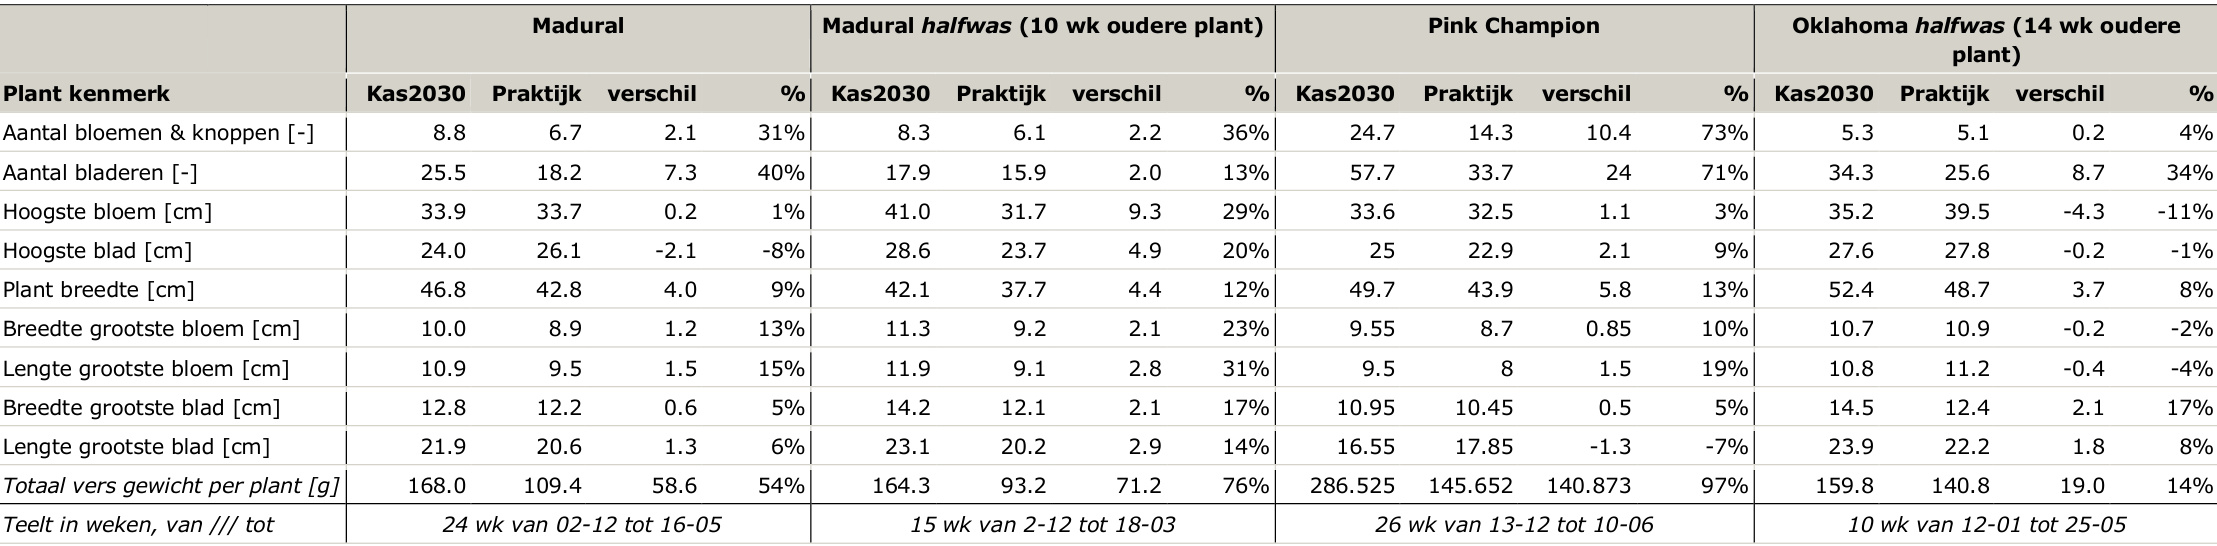 Madural Madural halfwas (10 wk oudere plant) Pink Champion Oklahoma halfwas (14 wk oudere
plant)
Plant kenmerk Kas2030 Praktijk verschil % Kas2030 Praktijk verschil % Kas2030 Praktijk verschil % Kas2030 Praktijk verschil %
Aantal bloemen & knoppen [-] 8.8 6.7 2.1 31% 8.3 6.1 2.2 36% 24.7 14.3 10.4 73% 5.3 5.1 0.2 4%
Aantal bladeren [-] 25.5 18.2 7.3 40% 17.9 15.9 2.0 13% 57.7 33.7 24 71% 34.3 25.6 8.7 34%
Hoogste bloem [cm] 33.9 33.7 0.2 1% 41.0 31.7 9.3 29% 33.6 32.5 1.1 3% 35.2 39.5 -4.3 -11%
Hoogste blad [cm] 24.0 26.1 -2.1 -8% 28.6 23.7 4.9 20% 25 22.9 2.1 9% 27.6 27.8 -0.2 -1%
Plant breedte [cm] 46.8 42.8 4.0 9% 42.1 37.7 4.4 12% 49.7 43.9 5.8 13% 52.4 48.7 3.7 8%
Breedte grootste bloem [cm] 10.0 8.9 1.2 13% 11.3 9.2 2.1 23% 9.55 8.7 0.85 10% 10.7 10.9 -0.2 -2%
Lengte grootste bloem [cm] 10.9 9.5 1.5 15% 11.9 9.1 2.8 31% 9.5 8 1.5 19% 10.8 11.2 -0.4 -4%
Breedte grootste blad [cm] 12.8 12.2 0.6 5% 14.2 12.1 2.1 17% 10.95 10.45 0.5 5% 14.5 12.4 2.1 17%
Lengte grootste blad [cm] 21.9 20.6 1.3 6% 23.1 20.2 2.9 14% 16.55 17.85 -1.3 -7% 23.9 22.2 1.8 8%
Totaal vers gewicht per plant [g] 168.0 109.4 58.6 54% 164.3 93.2 71.2 76% 286.525 145.652 140.873 97% 159.8 140.8 19.0 14%
Teelt in weken, van /// tot 24 wk van 02-12 tot 16-05 15 wk van 2-12 tot 18-03 26 wk van 13-12 tot 10-06 10 wk van 12-01 tot 25-05